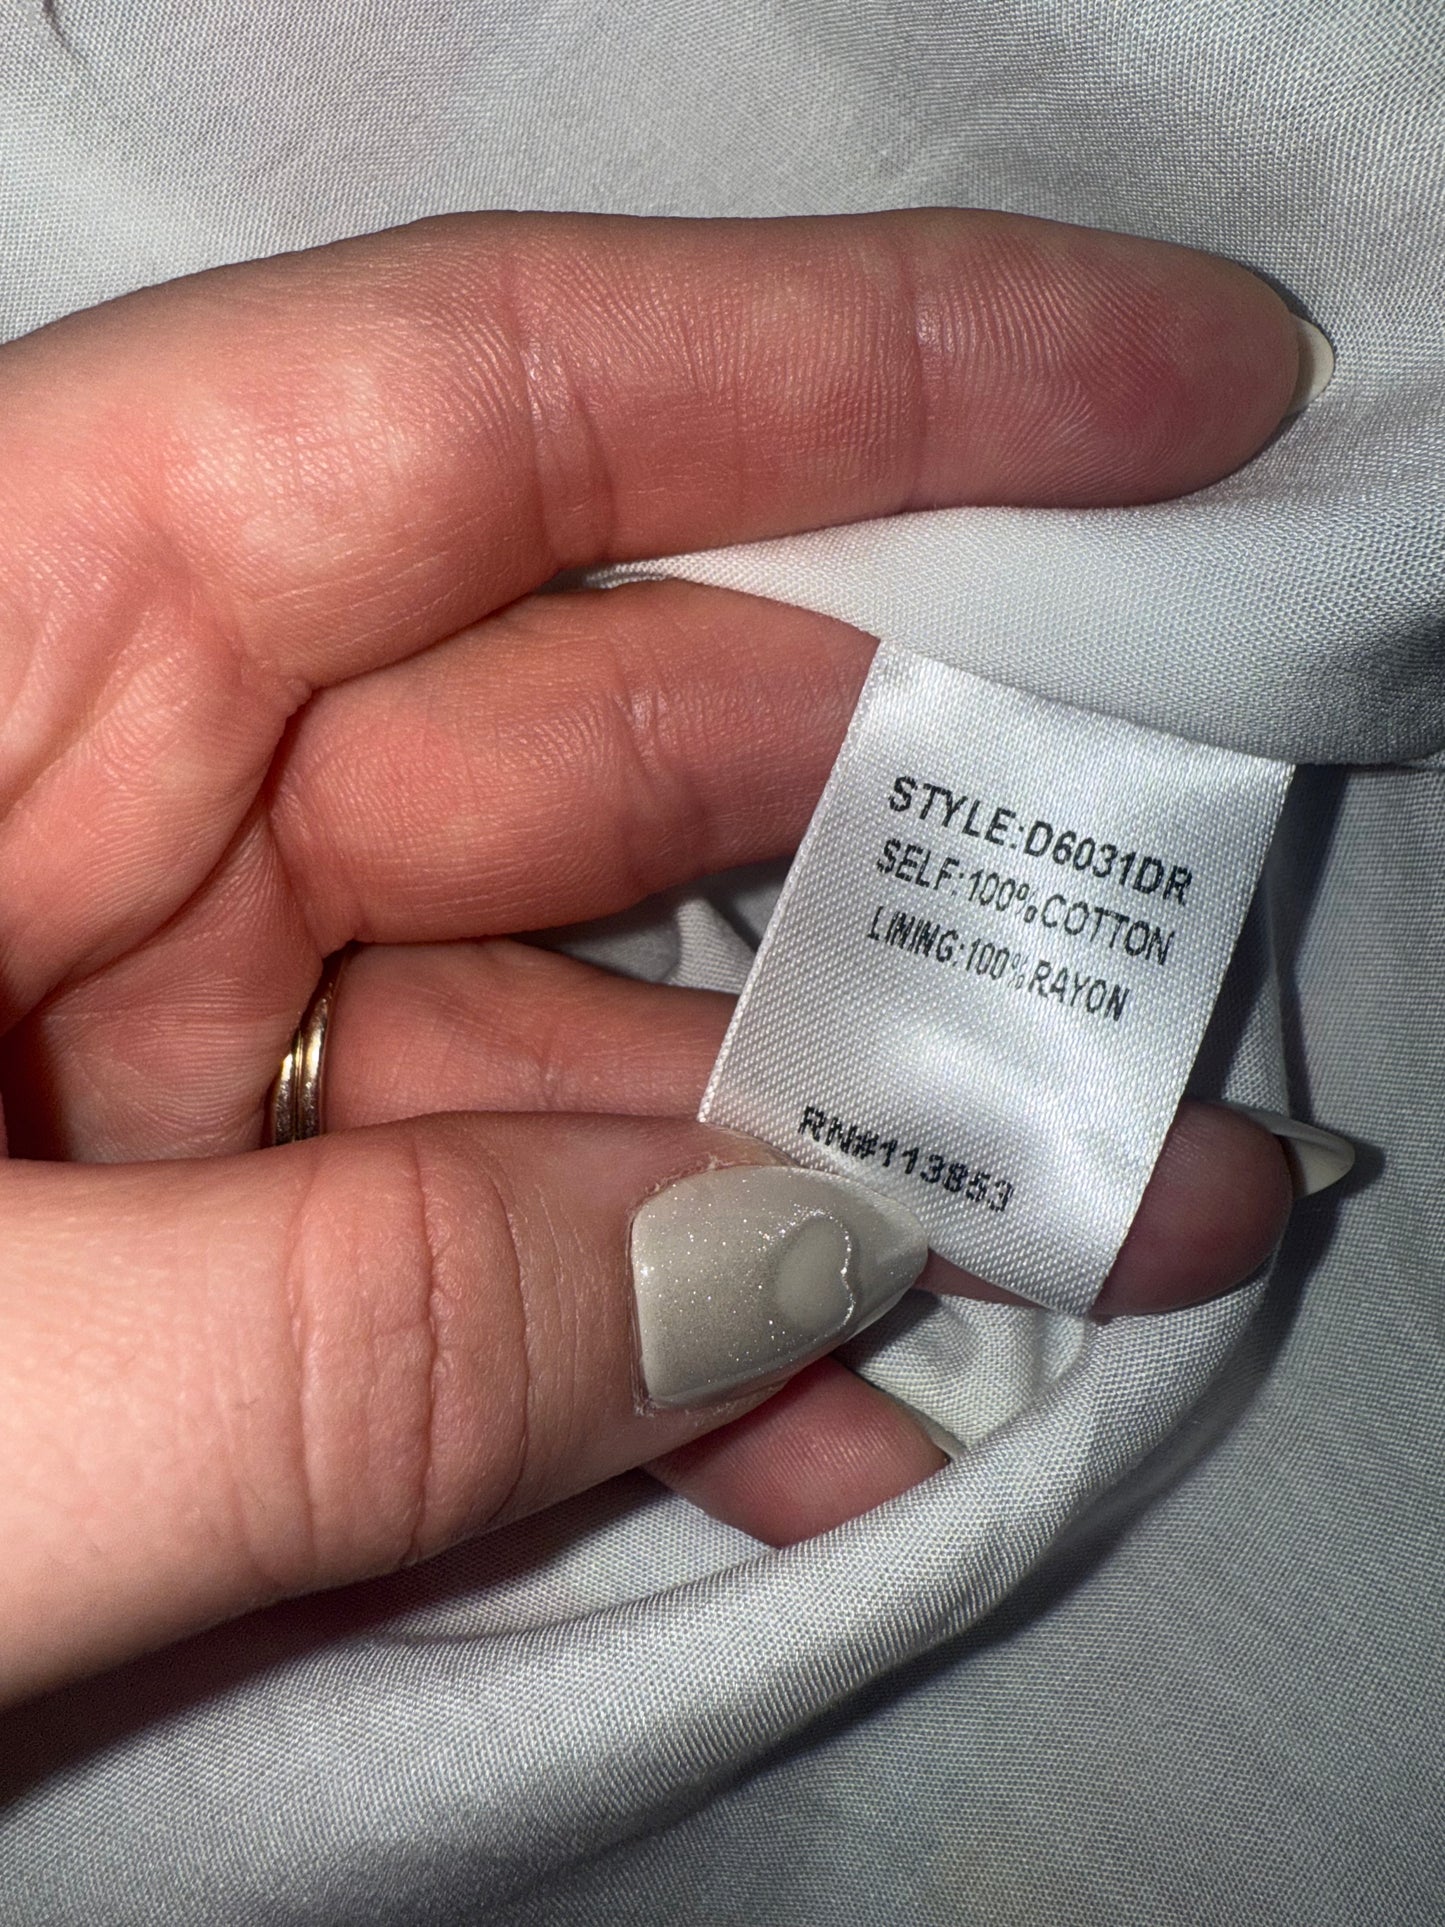 STYLE:D6031DR
SELF:100%COTTON
LINING:100%RAYON
RN#113853